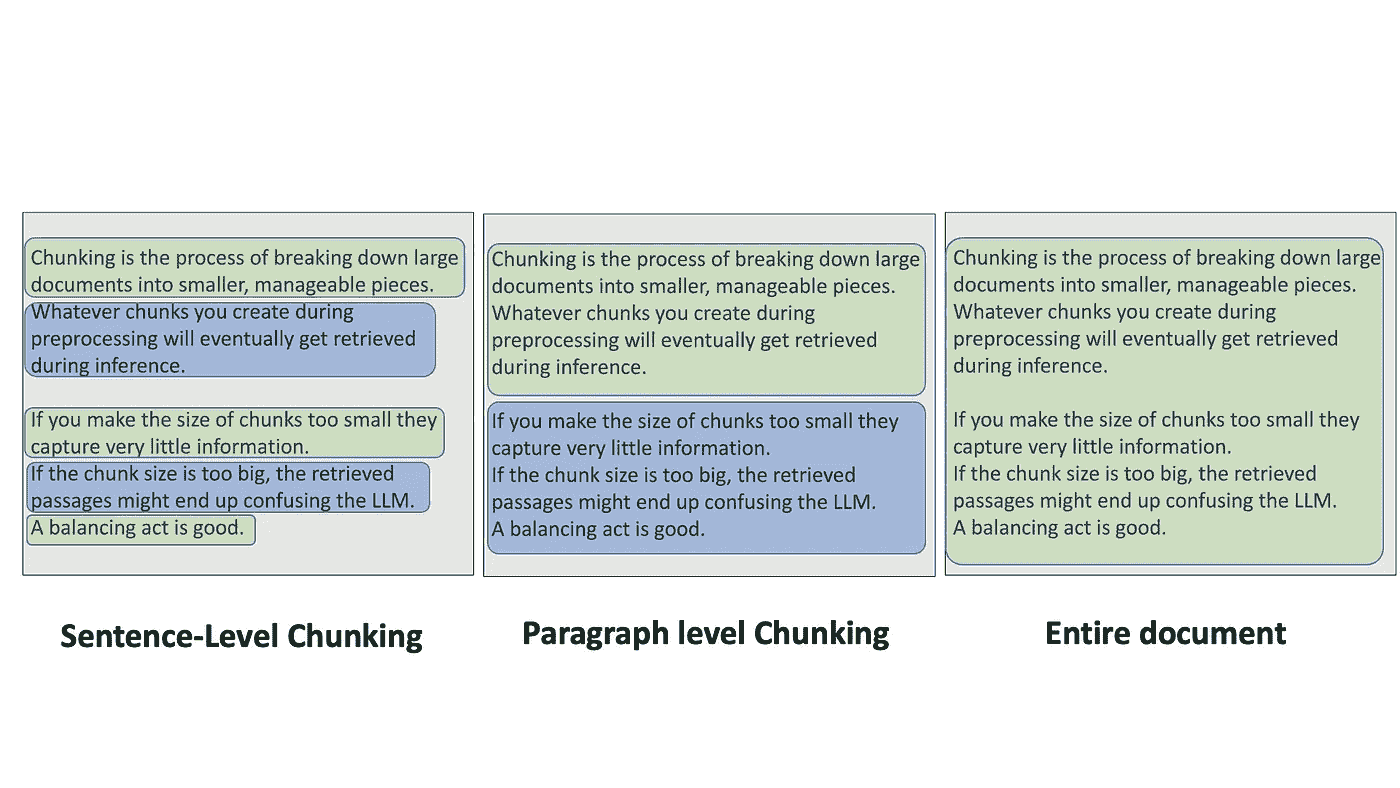 Chunking is the process of breaking down large
documents into smaller, manageable pieces.
Whatever chunks you create during
preprocessing will eventually get retrieved
during inference.
If you make the size of chunks too small they
capture very little information.
If the chunk size is too big, the retrieved
passages might end up confusing the LLM.
A balancing act is good.
Sentence-Level Chunking
Chunking is the process of breaking down large
documents into smaller, manageable pieces.
Whatever chunks you create during
preprocessing will eventually get retrieved
during inference.
If you make the size of chunks too small they
capture very little information.
If the chunk size is too big, the retrieved
passages might end up confusing the LLM.
A balancing act is good.
Paragraph level Chunking
Chunking is the process of breaking down large
documents into smaller, manageable pieces.
Whatever chunks you create during
preprocessing will eventually get retrieved
during inference.
If you make the size of chunks too small they
capture very little information.
If the chunk size is too big, the retrieved
passages might end up confusing the LLM.
A balancing act is good.
Entire document